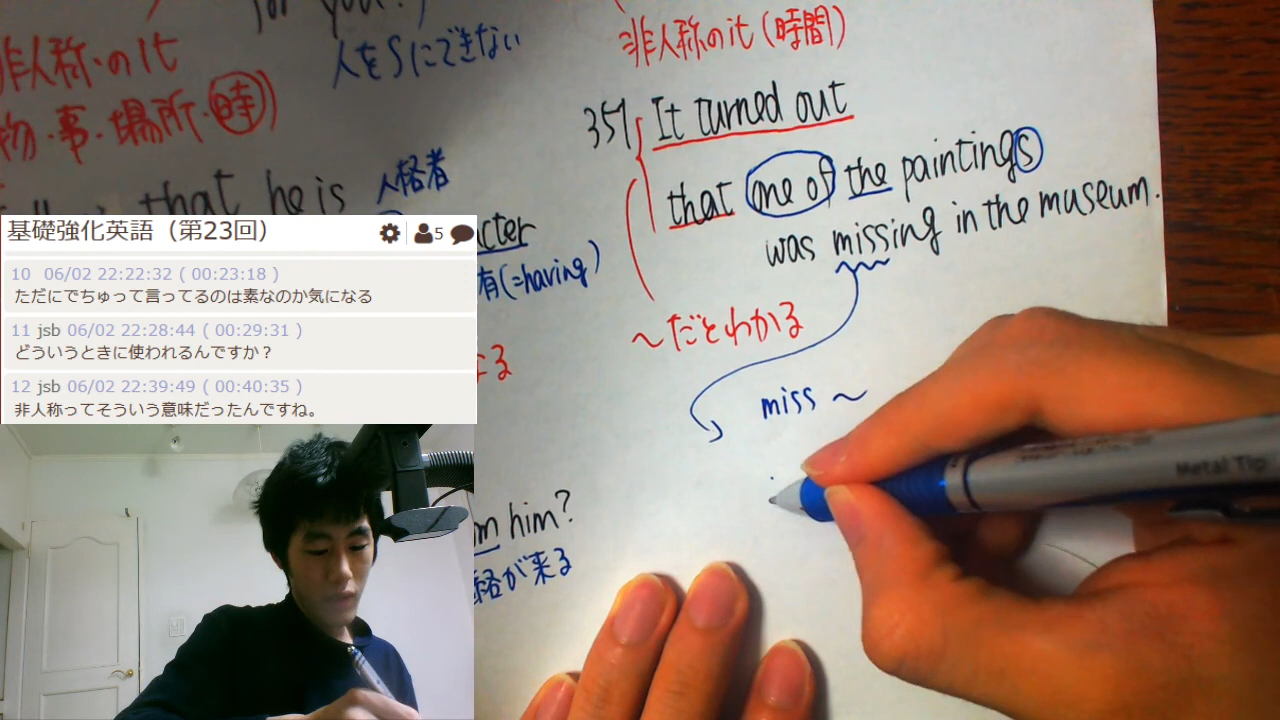 for you?
人をSにできない
非人称のit
物・事・場所・時)
that he is 人格者
有(=having)
him?
が来る
非人称のit(時間)
357 It turned out
that one of the paintings
was missing in the museum.
〜だとわかる
miss 〜
基礎強化英語（第23回）
5
10 06/02 22:22:32 ( 00:23:18 )
ただにでちゅって言ってるのは素なのか気になる
11 jsb 06/02 22:28:44 ( 00:29:31 )
どういうときに使われるんですか？
12 jsb 06/02 22:39:49 ( 00:40:35 )
非人称ってそういう意味だったんですね。
Metal Tip